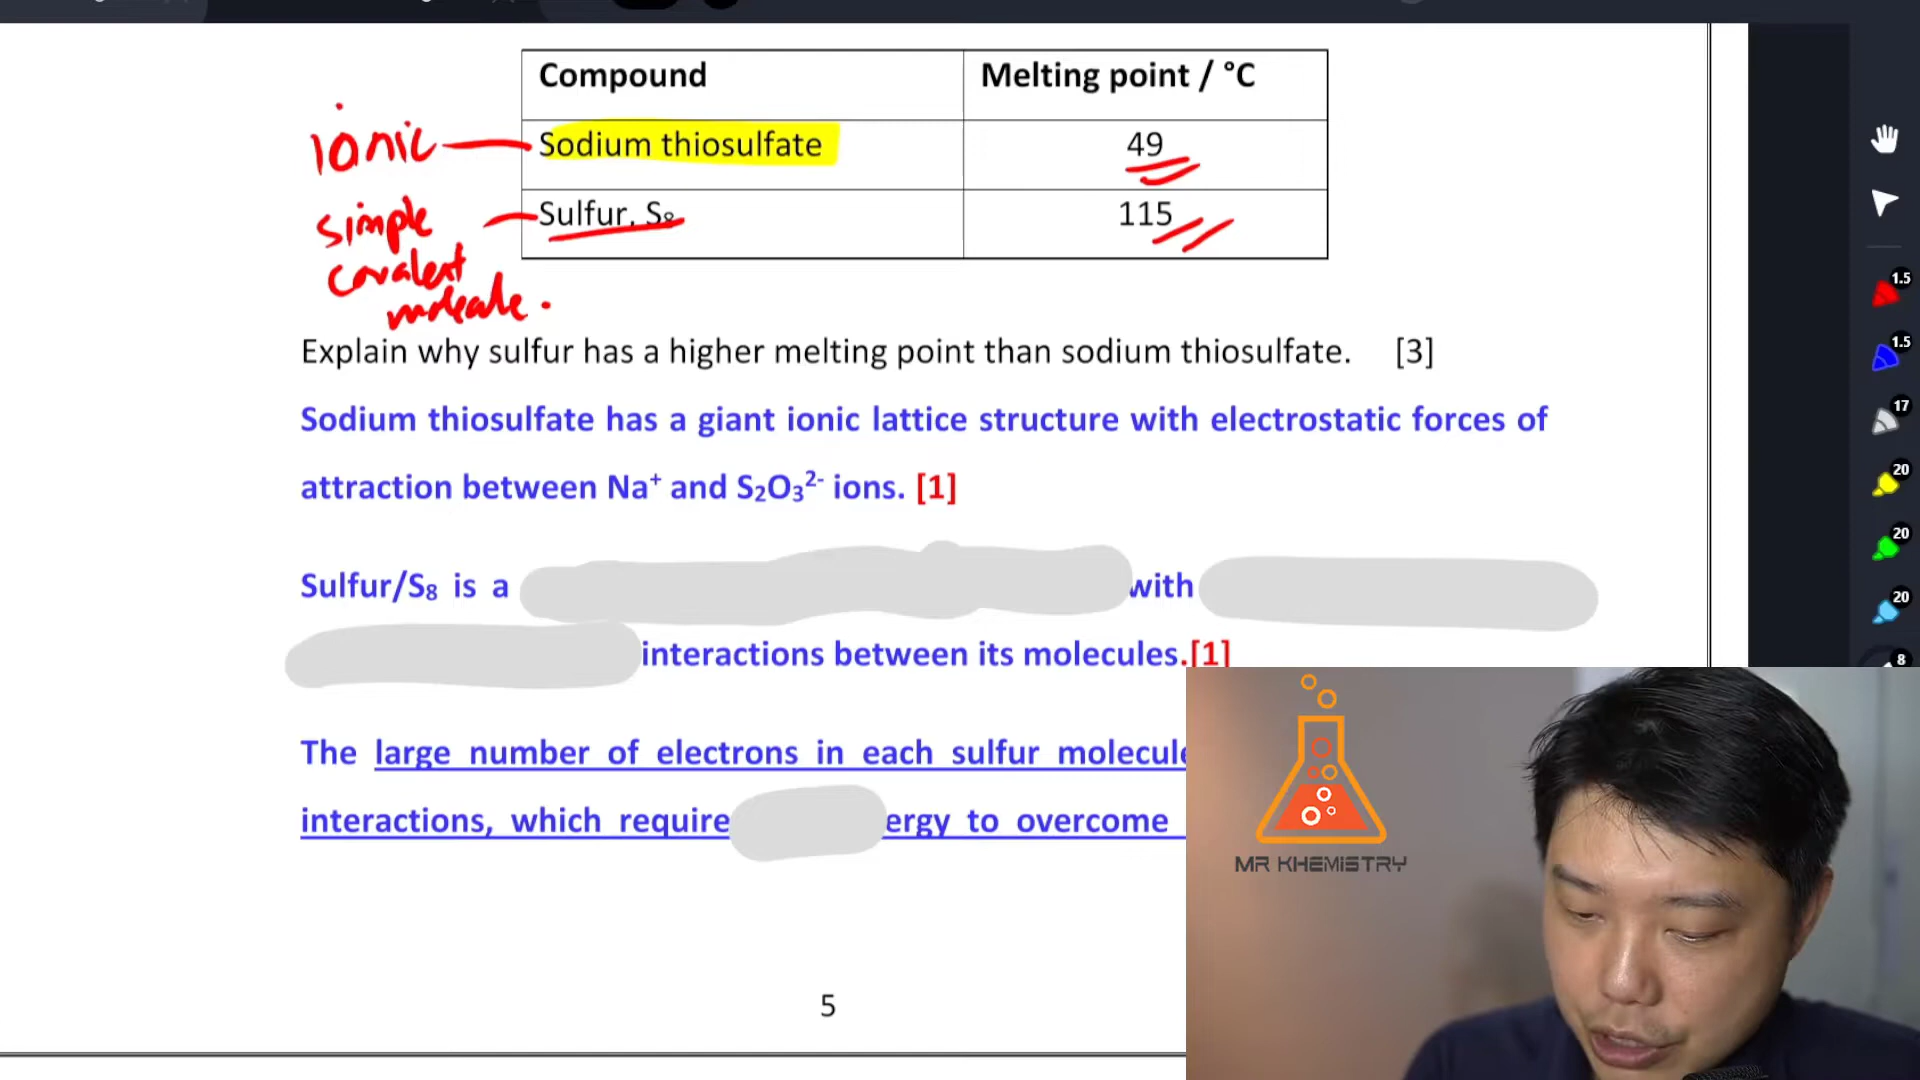 Compound Melting point / °C
ionic
Sodium thiosulfate 49
simple
Sulfur, S₈ 115
covalent
molecule.
Explain why sulfur has a higher melting point than sodium thiosulfate. [3]
Sodium thiosulfate has a giant ionic lattice structure with electrostatic forces of
attraction between Na⁺ and S₂O₃²⁻ ions. [1]
Sulfur/S₈ is a with
interactions between its molecules.[1]
The large number of electrons in each sulfur molecule
interactions, which require ergy to overcome
5
MR KHEMISTRY
1.5
1.5
17
20
20
20
8